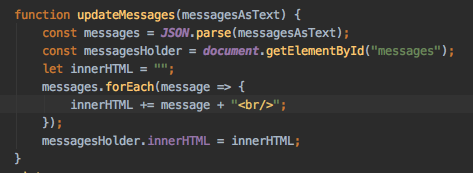 function updateMessages(messagesAsText) {
    const messages = JSON.parse(messagesAsText);
    const messagesHolder = document.getElementById("messages");
    let innerHTML = "";
    messages.forEach(message => {
        innerHTML += message + "<br/>";
    });
    messagesHolder.innerHTML = innerHTML;
}